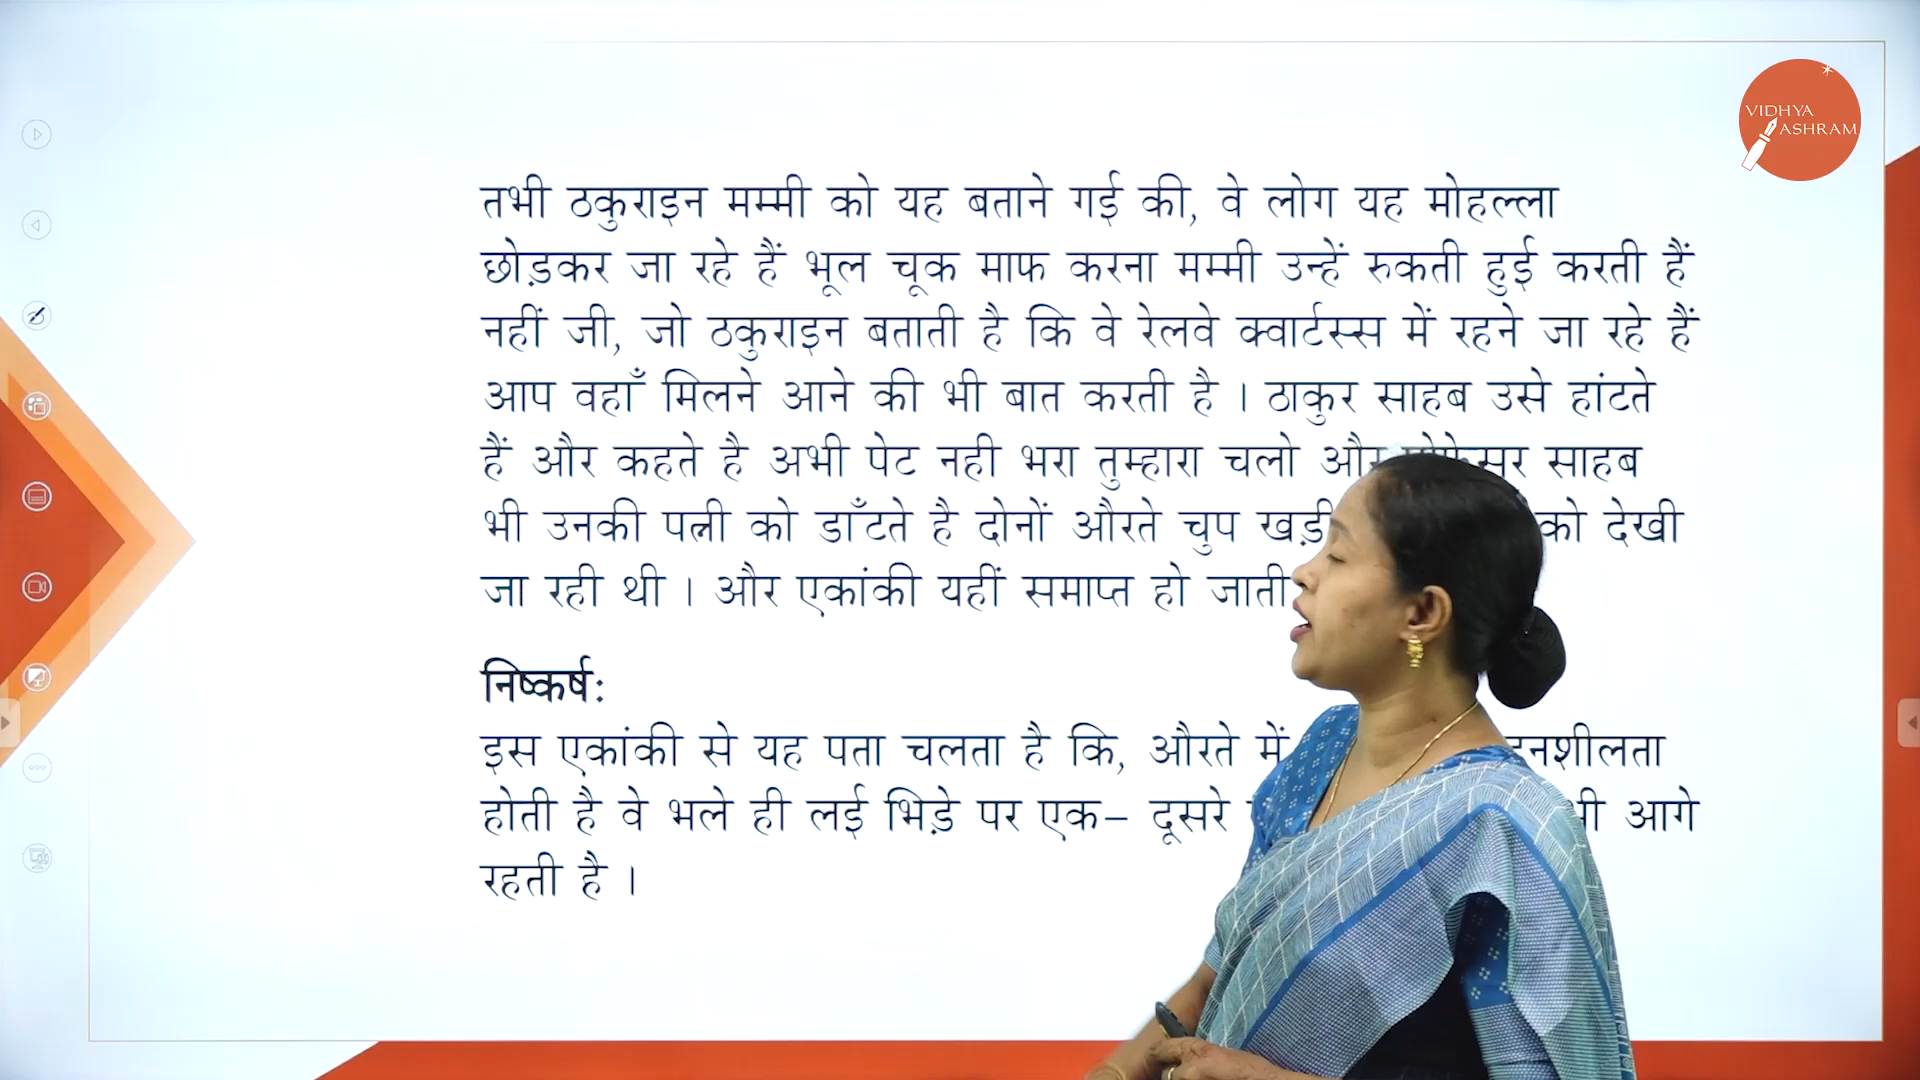 VIDHYA
ASHRAM
तभी ठकुराइन मम्मी को यह बताने गई की, वे लोग यह मोहल्ला
छोड़कर जा रहे हैं भूल चूक माफ करना मम्मी उन्हें रुकती हुई करती हैं
नहीं जी, जो ठकुराइन बताती है कि वे रेलवे क्वार्टस्स में रहने जा रहे हैं
आप वहाँ मिलने आने की भी बात करती है । ठाकुर साहब उसे हांटते
हैं और कहते है अभी पेट नही भरा तुम्हारा चलो और साहब
भी उनकी पत्नी को डाँटते है दोनों औरते चुप खड़ी को देखी
जा रही थी । और एकांकी यहीं समाप्त हो जाती
निष्कर्ष:
इस एकांकी से यह पता चलता है कि, औरते में
होती है वे भले ही लई भिड़े पर एक– दूसरे आगे
रहती है ।